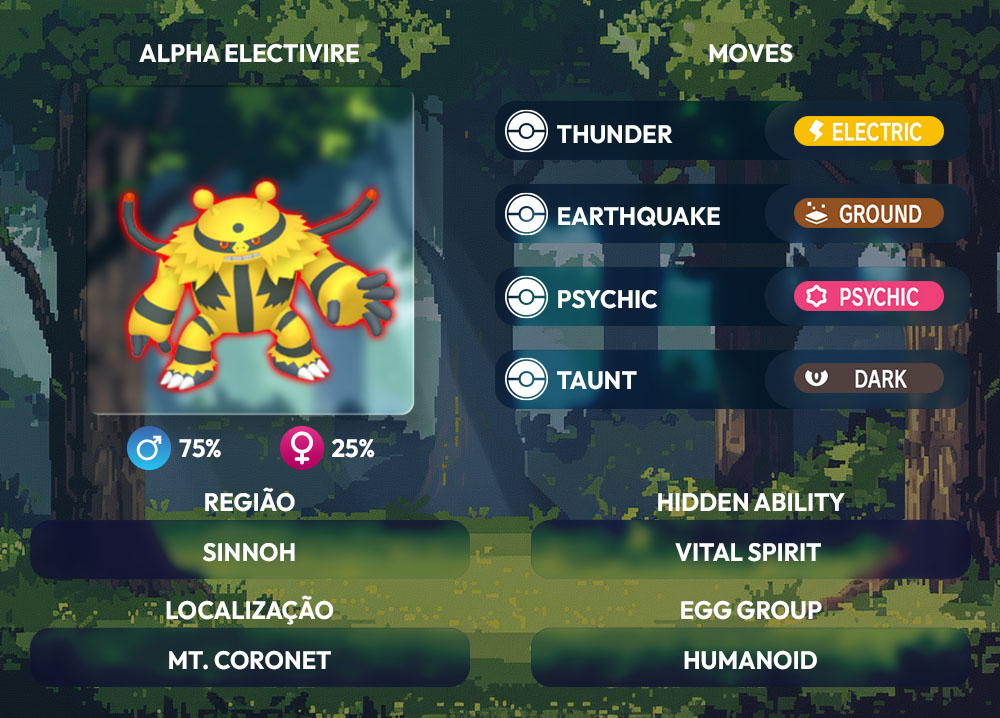 ALPHA ELECTIVIRE
75%
25%
REGIÃO
SINNOH
LOCALIZAÇÃO
MT. CORONET
MOVES
THUNDER ELECTRIC
EARTHQUAKE GROUND
PSYCHIC PSYCHIC
TAUNT DARK
HIDDEN ABILITY
VITAL SPIRIT
EGG GROUP
HUMANOID